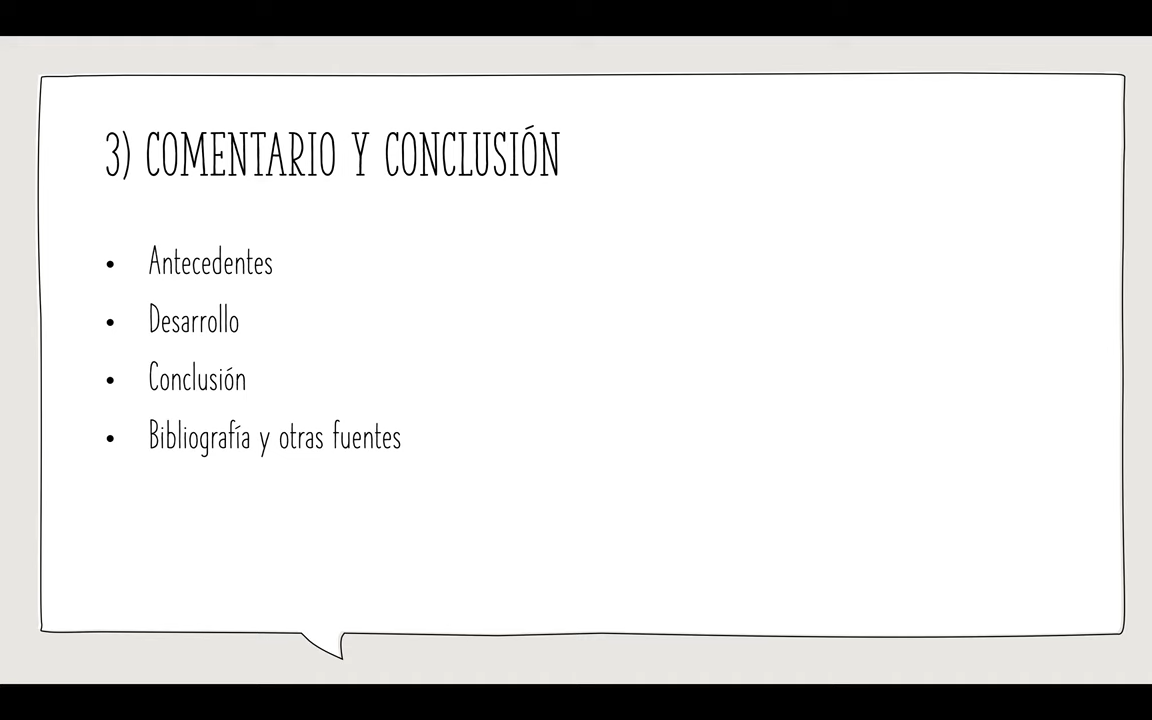 3) COMENTARIO Y CONCLUSIÓN
• Antecedentes
• Desarrollo
• Conclusión
• Bibliografía y otras fuentes